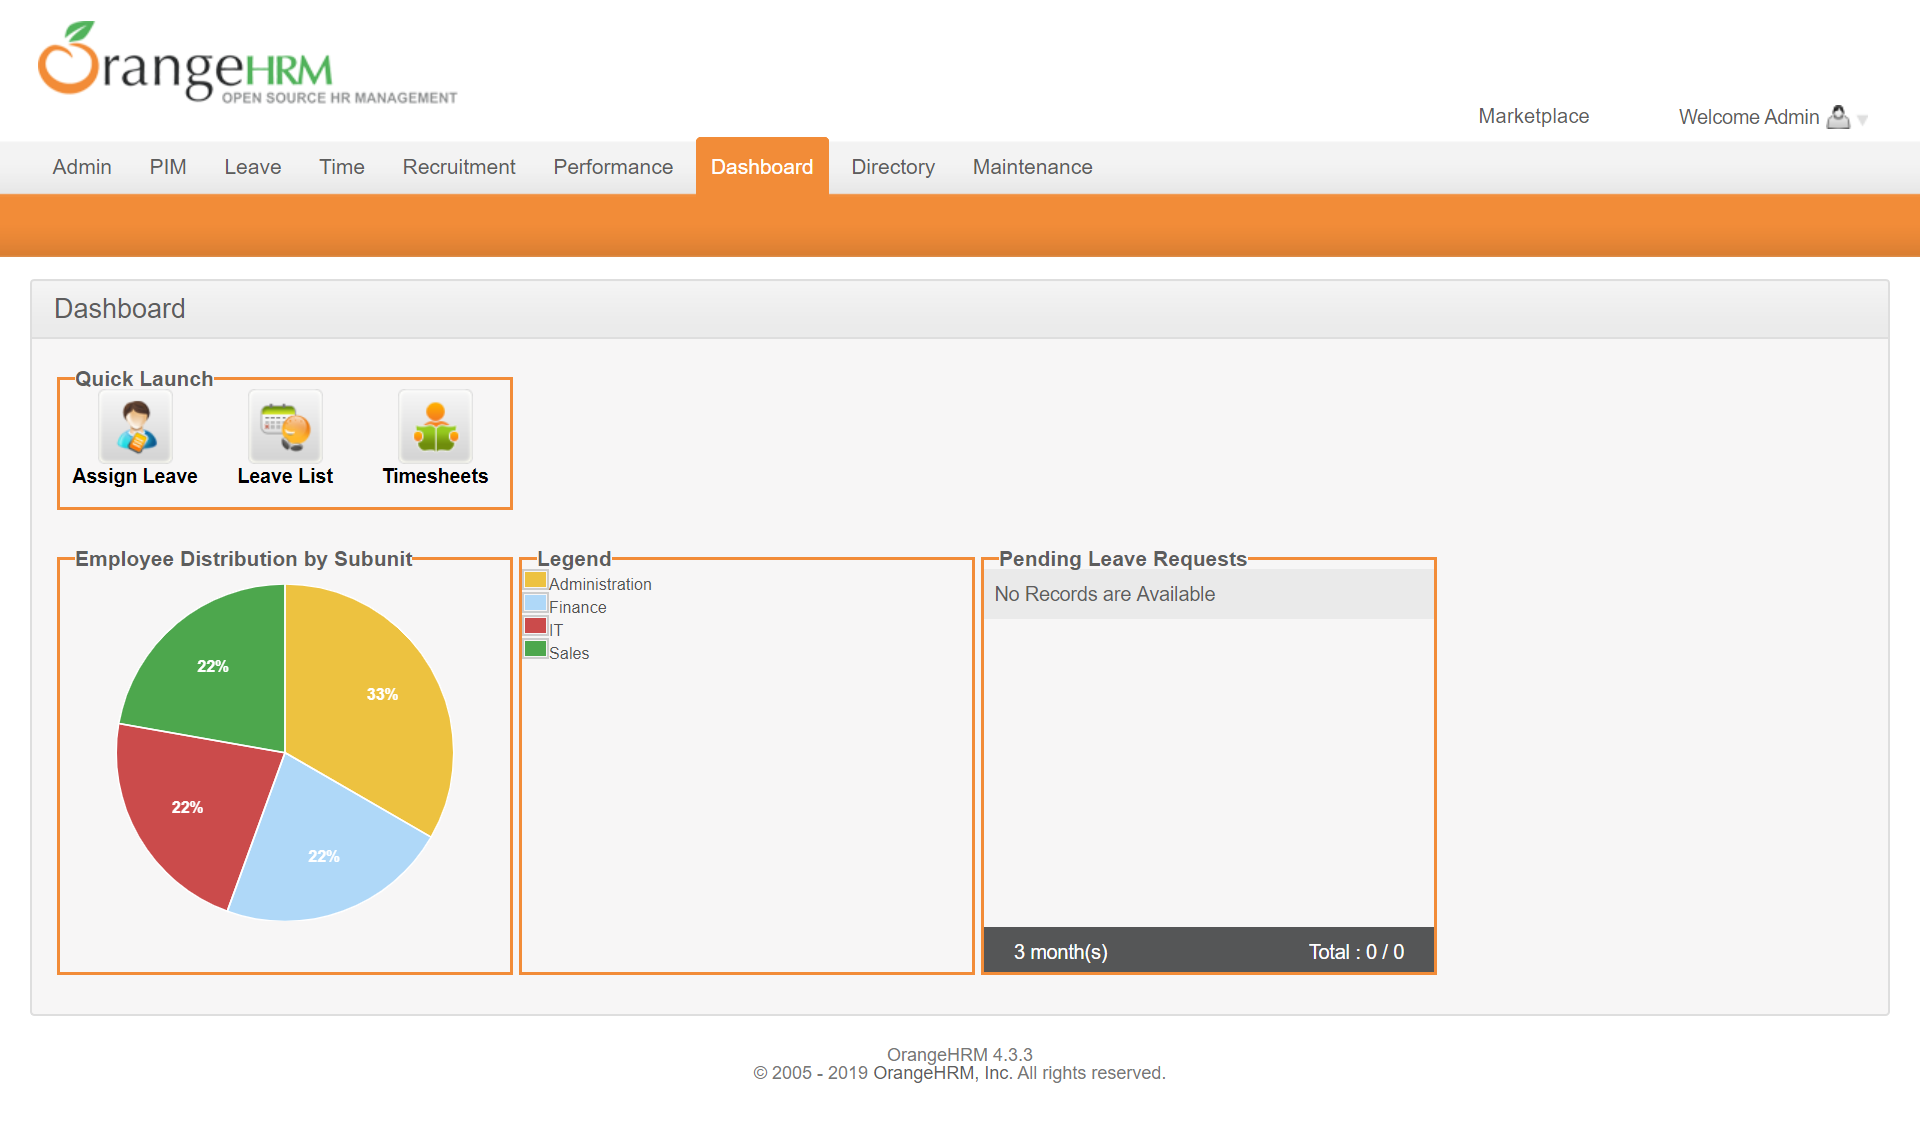 OrangeHRM
OPEN SOURCE HR MANAGEMENT
Marketplace
Welcome Admin
Admin PIM Leave Time Recruitment Performance Dashboard Directory Maintenance
Dashboard
Quick Launch
Assign Leave Leave List Timesheets
Employee Distribution by Subunit
33%
22%
22%
22%
Legend
Administration
Finance
IT
Sales
Pending Leave Requests
No Records are Available
3 month(s) Total : 0 / 0
OrangeHRM 4.3.3
© 2005 - 2019 OrangeHRM, Inc. All rights reserved.